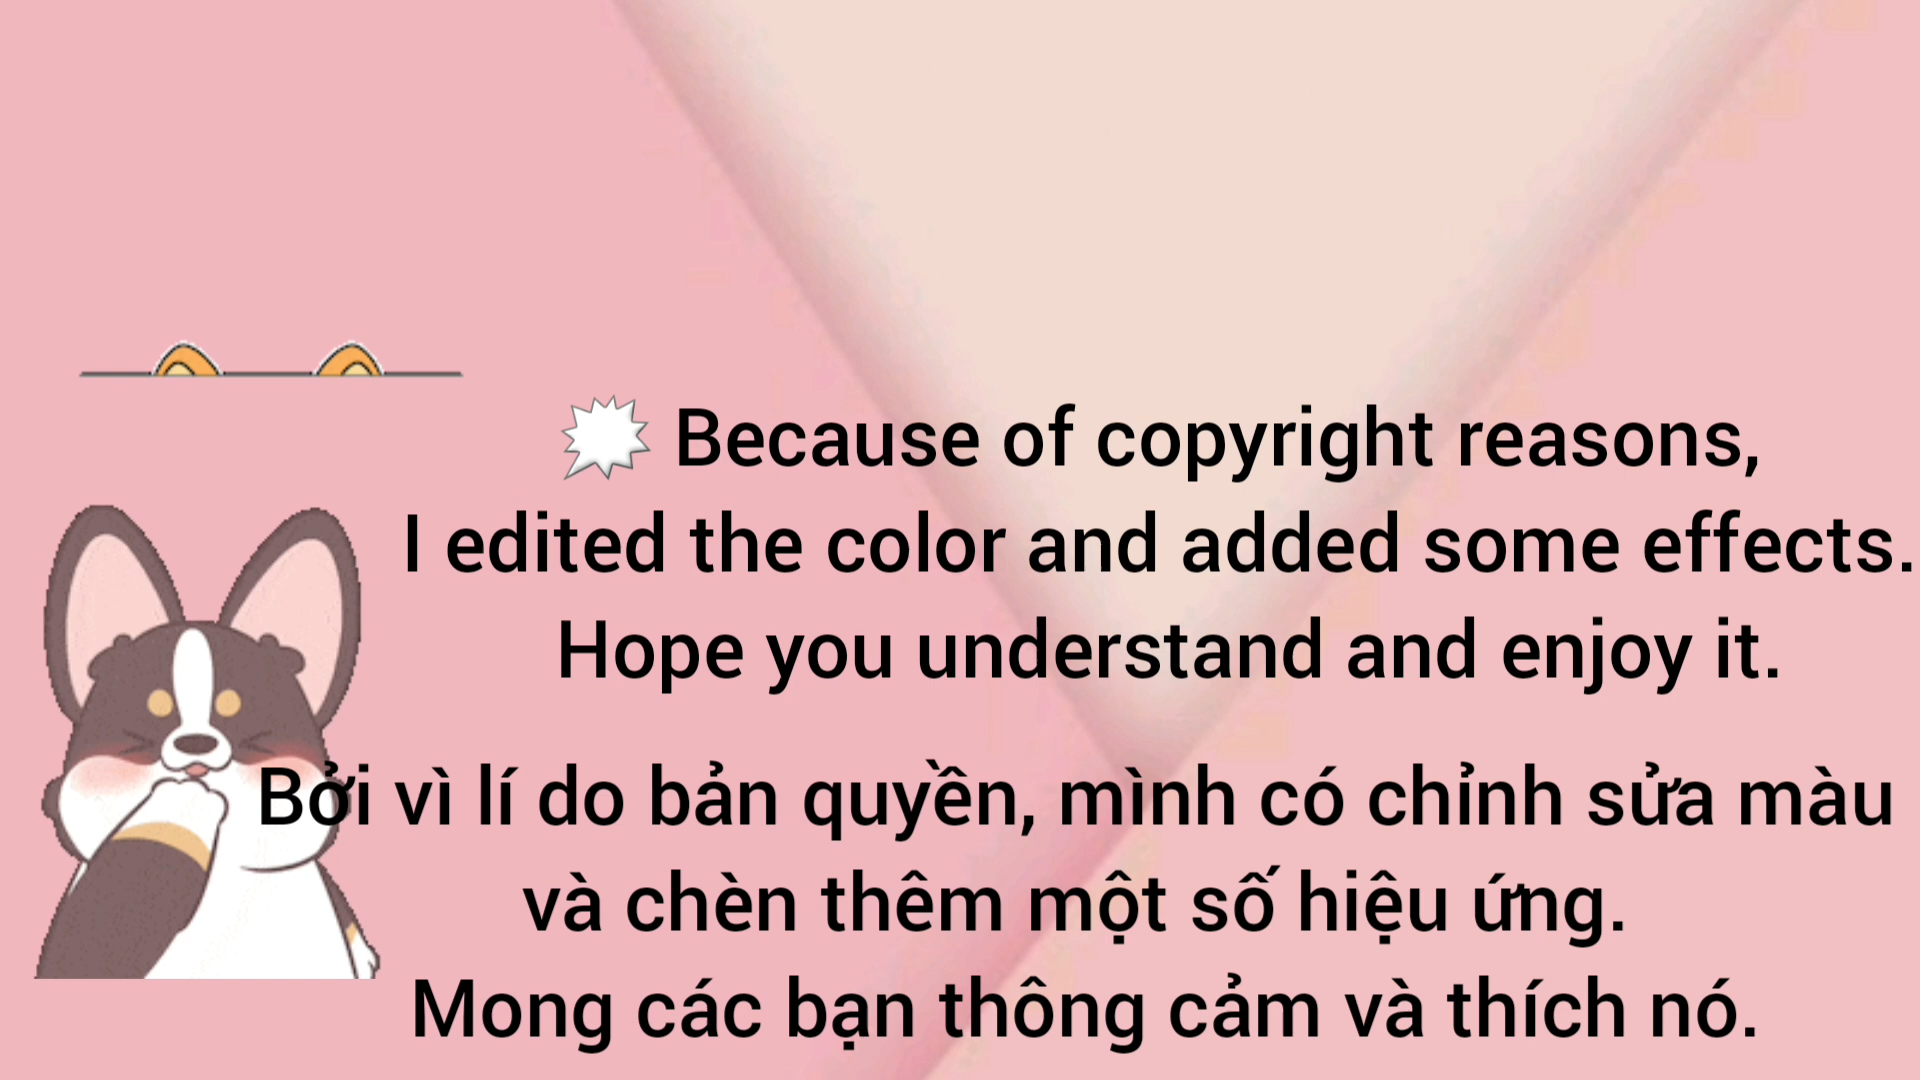 Because of copyright reasons,
I edited the color and added some effects.
Hope you understand and enjoy it.
Bởi vì lí do bản quyền, mình có chỉnh sửa màu
và chèn thêm một số hiệu ứng.
Mong các bạn thông cảm và thích nó.